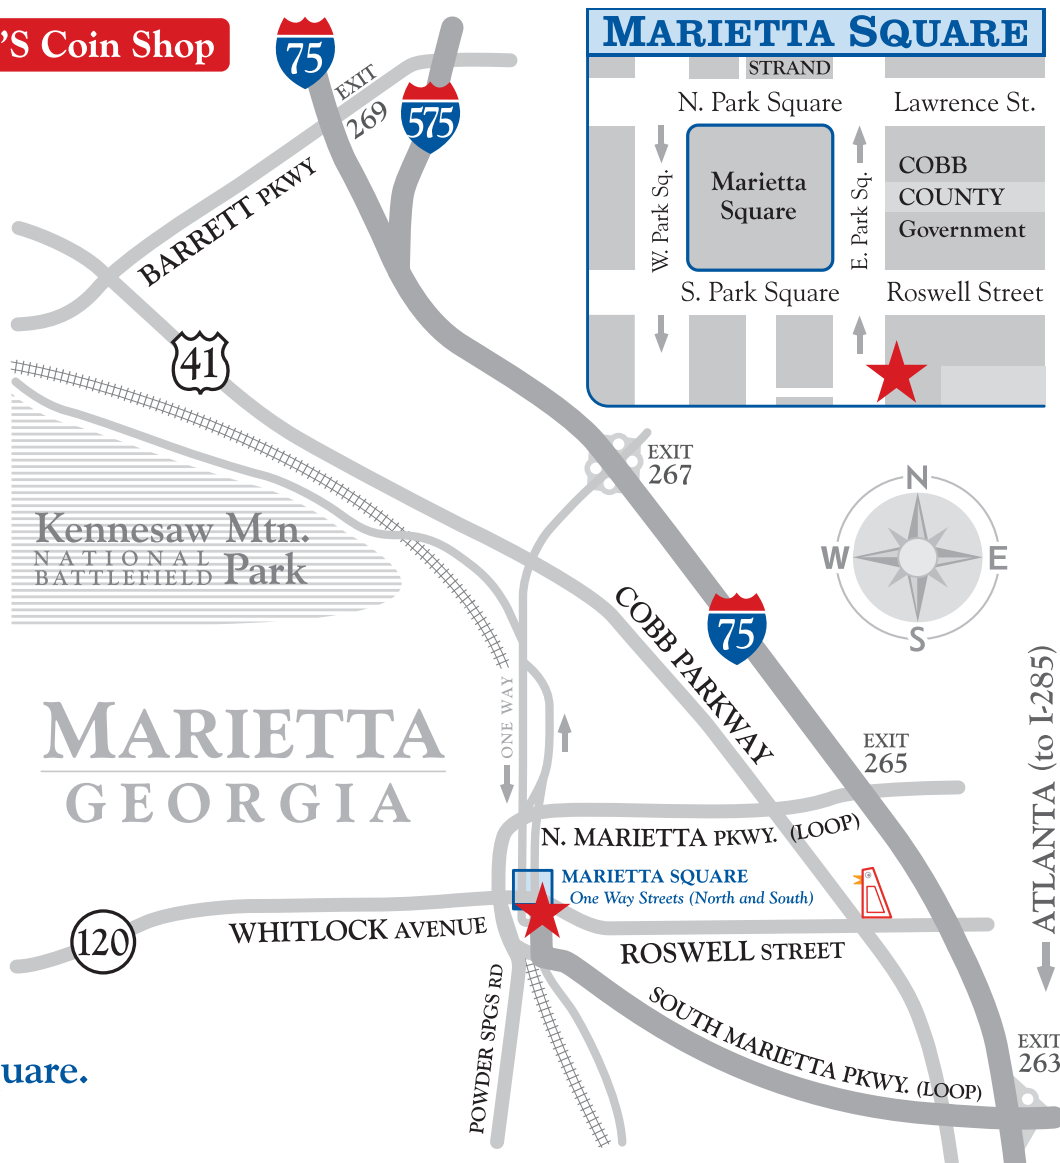 'S Coin Shop
75
EXIT
269
575
BARRETT PKWY
41
MARIETTA SQUARE
STRAND
N. Park Square
Lawrence St.
W. Park Sq.
Marietta
Square
E. Park Sq.
COBB
COUNTY
Government
S. Park Square
Roswell Street
EXIT
267
N
W
E
S
Kennesaw Mtn.
NATIONAL
BATTLEFIELD Park
COBB PARKWAY
75
MARIETTA
GEORGIA
ONE WAY
EXIT
265
ATLANTA (to I-285)
N. MARIETTA PKWY. (LOOP)
MARIETTA SQUARE
One Way Streets (North and South)
120
WHITLOCK AVENUE
ROSWELL STREET
POWDER SPGS RD
SOUTH MARIETTA PKWY. (LOOP)
EXIT
263
uare.